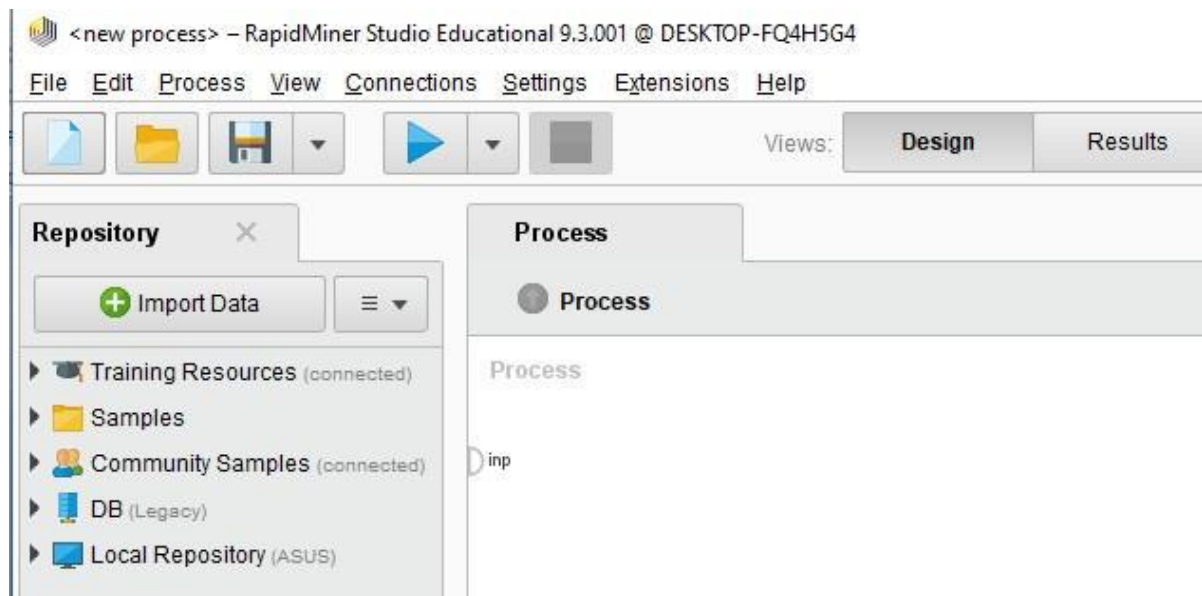 <new process> – RapidMiner Studio Educational 9.3.001 @ DESKTOP-FQ4H5G4
File Edit Process View Connections Settings Extensions Help
Views: Design Results
Repository
Process
Import Data
Process
Training Resources (connected)
Process
Samples
Community Samples (connected)
inp
DB (Legacy)
Local Repository (ASUS)